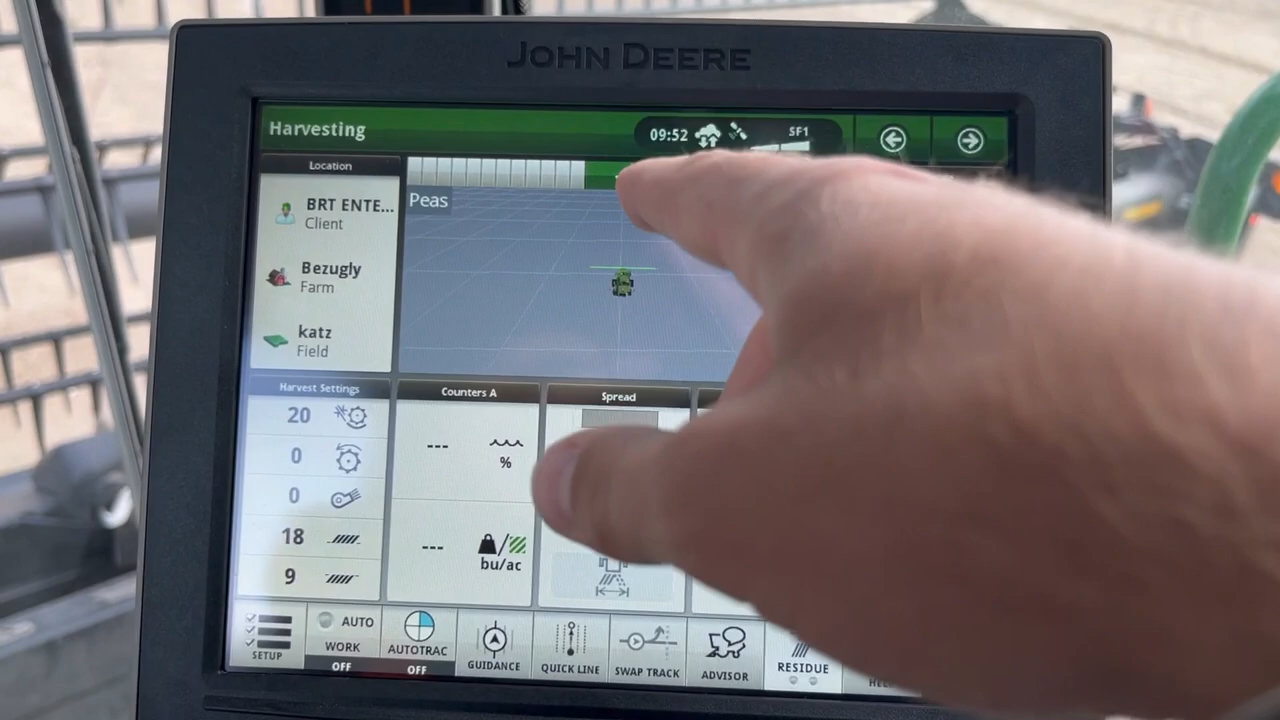 JOHN DEERE
Harvesting
09:52
SF1
Location
BRT ENTE...
Client
Bezugly
Farm
katz
Field
Peas
Harvest Settings
20
0
0
18
9
Counters A
---
%
---
bu/ac
Spread
SETUP
AUTO
WORK
OFF
AUTOTRAC
OFF
GUIDANCE
QUICK LINE
SWAP TRACK
ADVISOR
RESIDUE